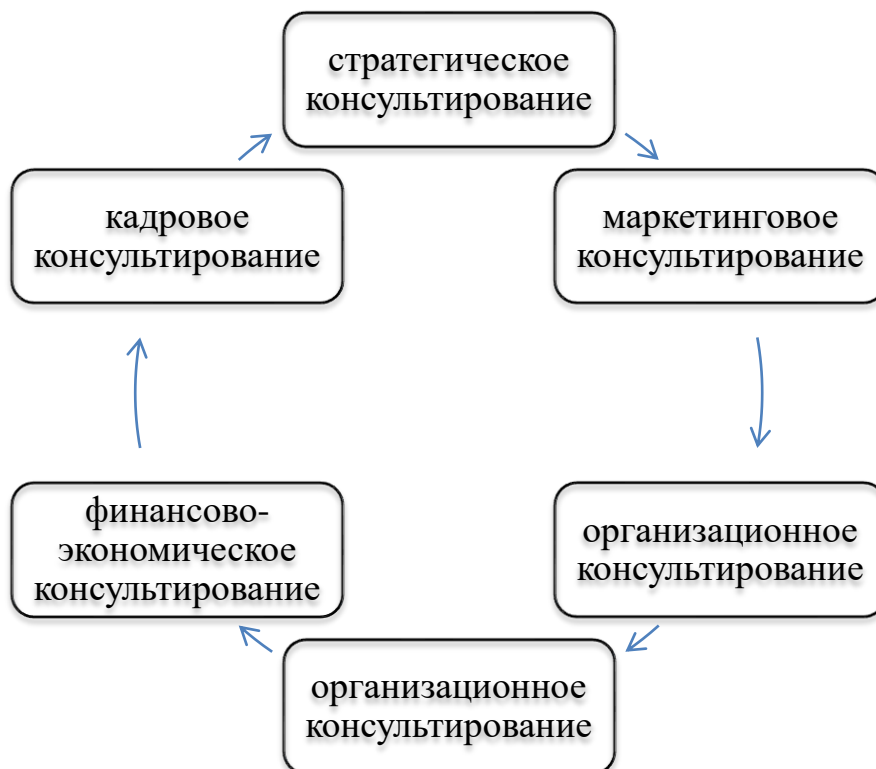 стратегическое
консультирование
маркетинговое
консультирование
организационное
консультирование
организационное
консультирование
финансово-
экономическое
консультирование
кадровое
консультирование